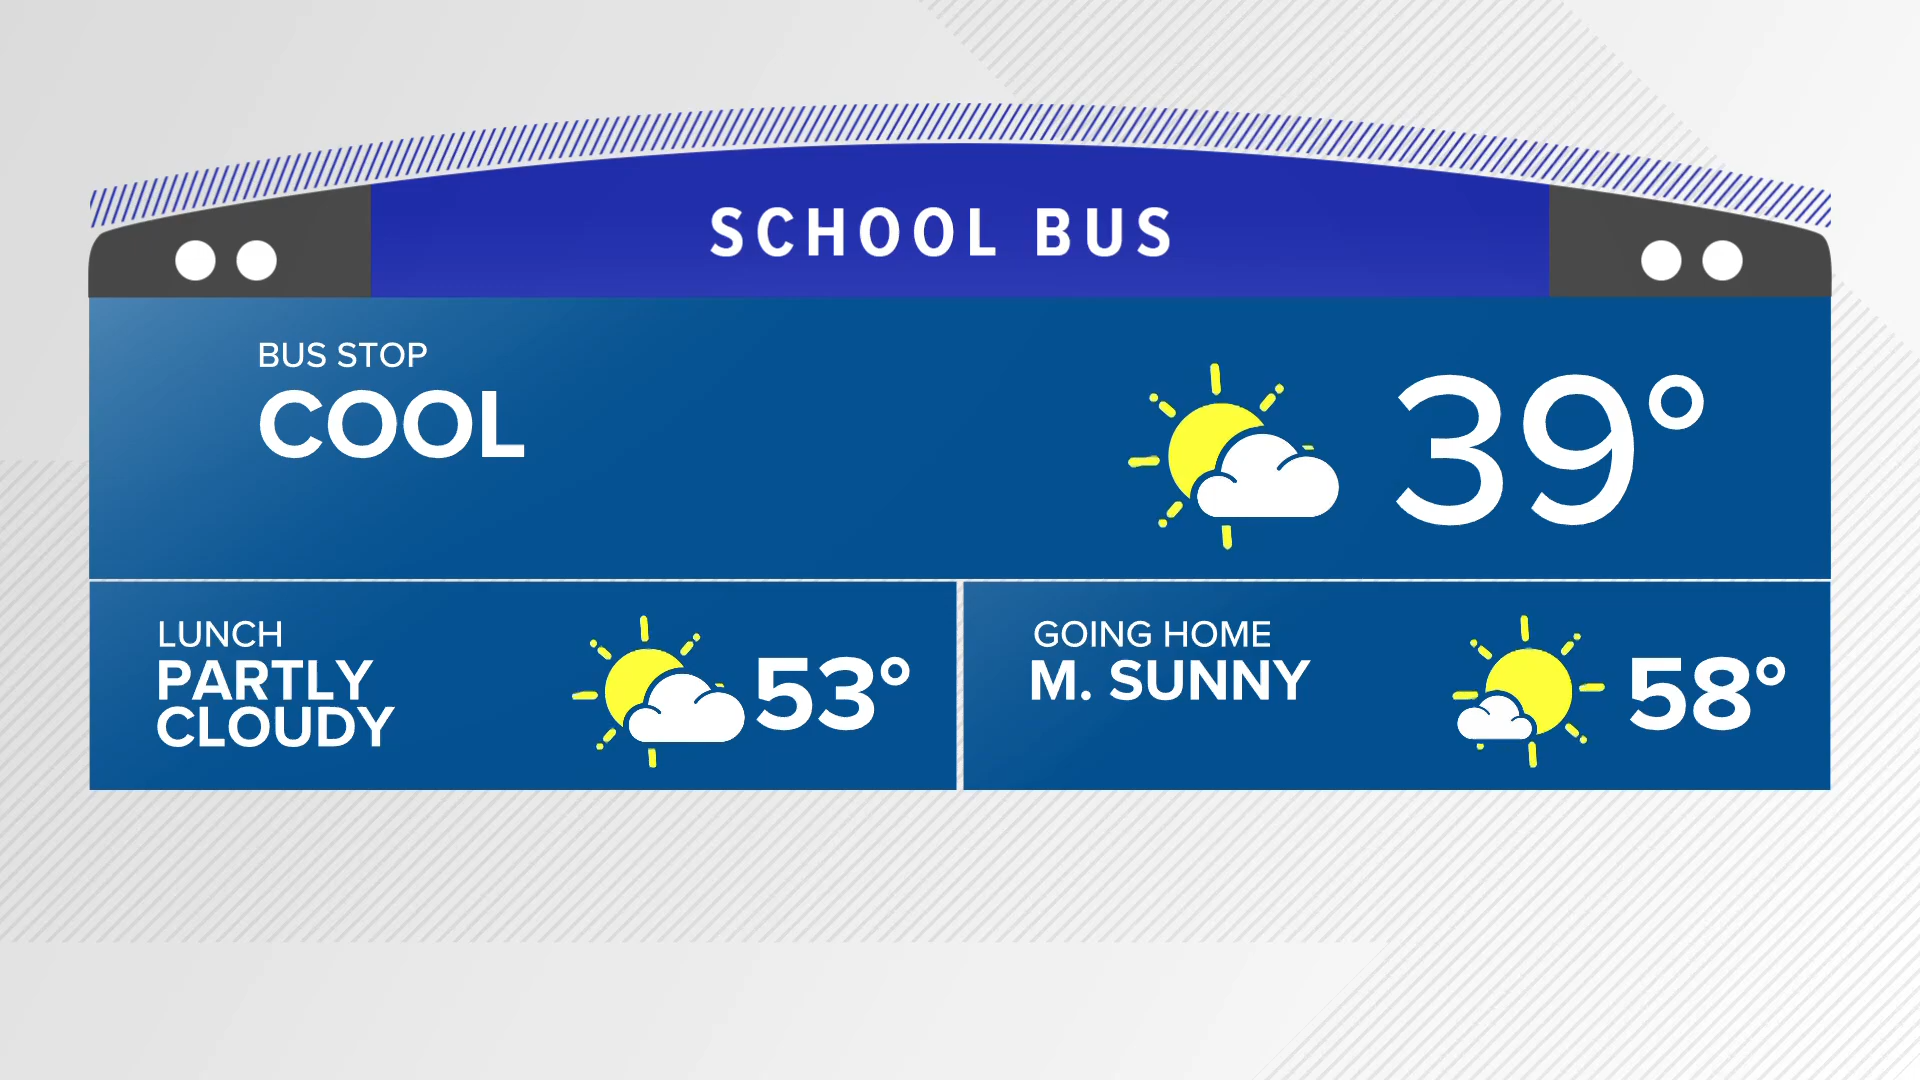 SCHOOL BUS
BUS STOP
COOL
39°
LUNCH
PARTLY
CLOUDY
53°
GOING HOME
M. SUNNY
58°